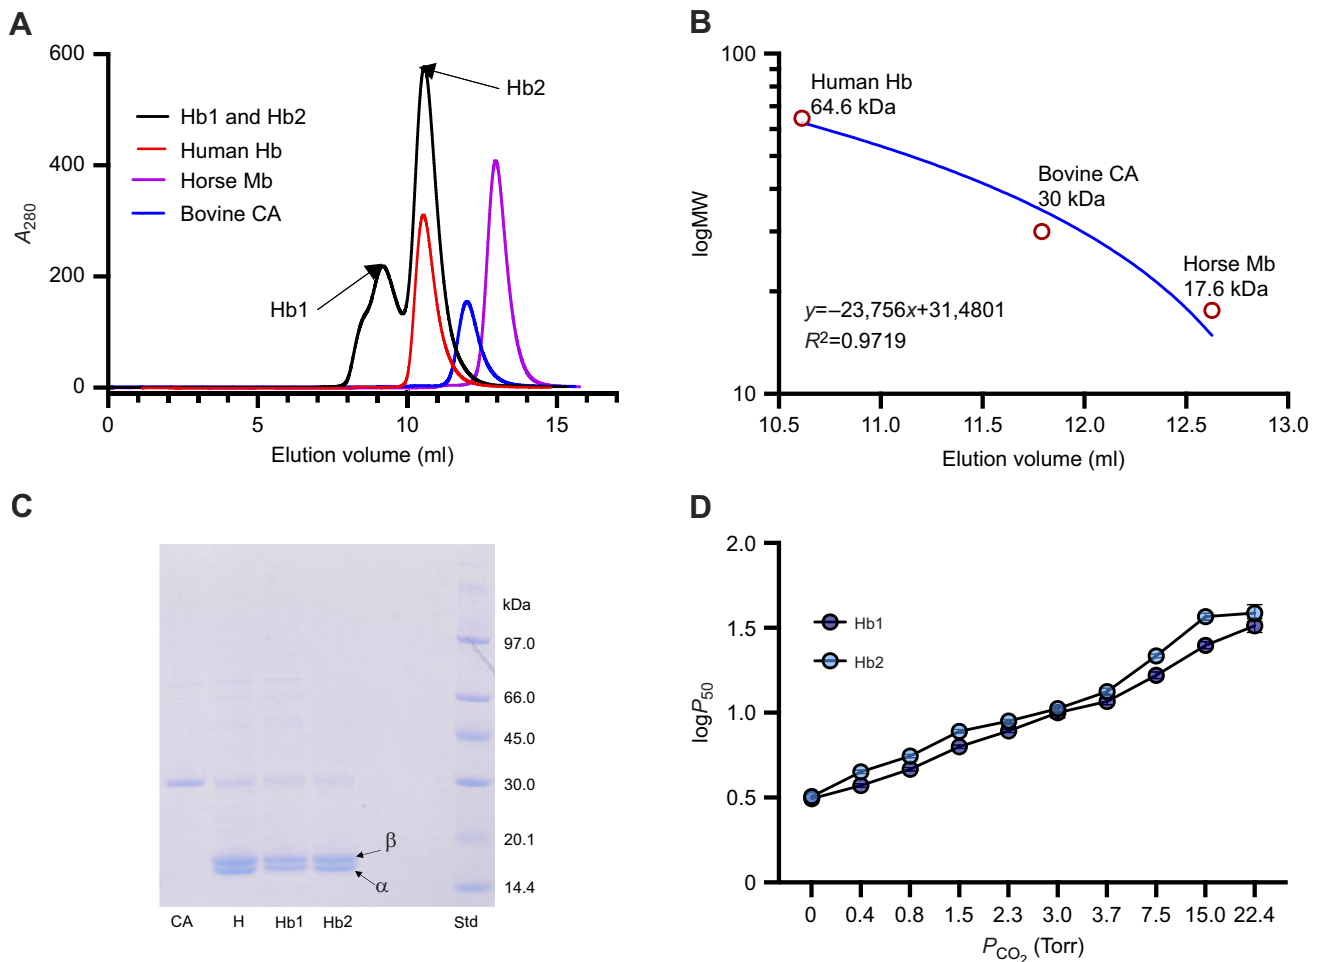 A
600
400
200
0
A280
Hb1 and Hb2
Human Hb
Horse Mb
Bovine CA
Hb2
Hb1
0 5 10 15
Elution volume (ml)
B
100
10
logMW
Human Hb
64.6 kDa
Bovine CA
30 kDa
Horse Mb
17.6 kDa
y=–23,756x+31,4801
R2=0.9719
10.5 11.0 11.5 12.0 12.5 13.0
Elution volume (ml)
C
kDa
97.0
66.0
45.0
30.0
20.1
14.4
β
α
CA H Hb1 Hb2 Std
D
2.0
1.5
1.0
0.5
0
logP50
Hb1
Hb2
0 0.4 0.8 1.5 2.3 3.0 3.7 7.5 15.0 22.4
PCO2 (Torr)